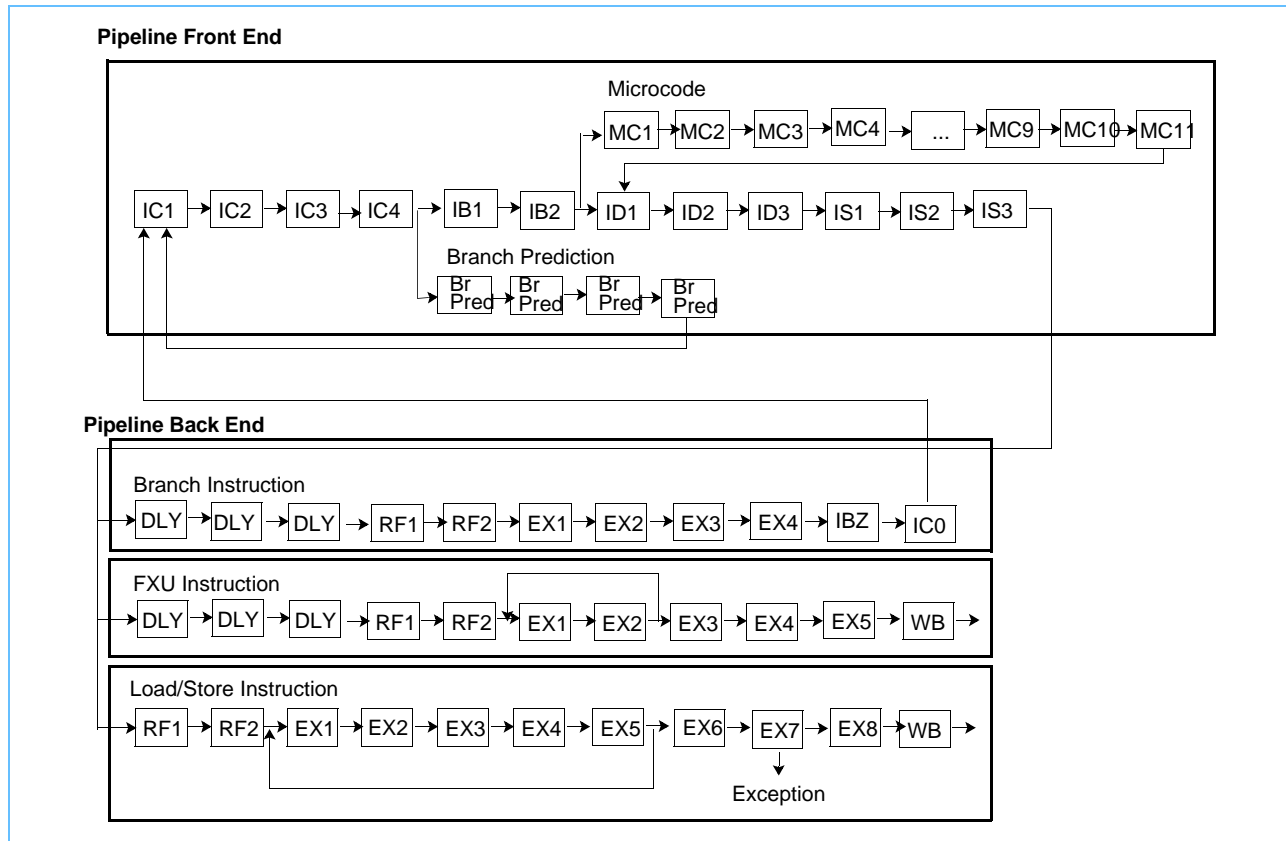 Pipeline Front End
Microcode
MC1 MC2 MC3 MC4 ... MC9 MC10 MC11
IC1 IC2 IC3 IC4 IB1 IB2 ID1 ID2 ID3 IS1 IS2 IS3
Branch Prediction
Br Br Br Br
Pred Pred Pred Pred
Pipeline Back End
Branch Instruction
DLY DLY DLY RF1 RF2 EX1 EX2 EX3 EX4 IBZ IC0
FXU Instruction
DLY DLY DLY RF1 RF2 EX1 EX2 EX3 EX4 EX5 WB
Load/Store Instruction
RF1 RF2 EX1 EX2 EX3 EX4 EX5 EX6 EX7 EX8 WB
Exception